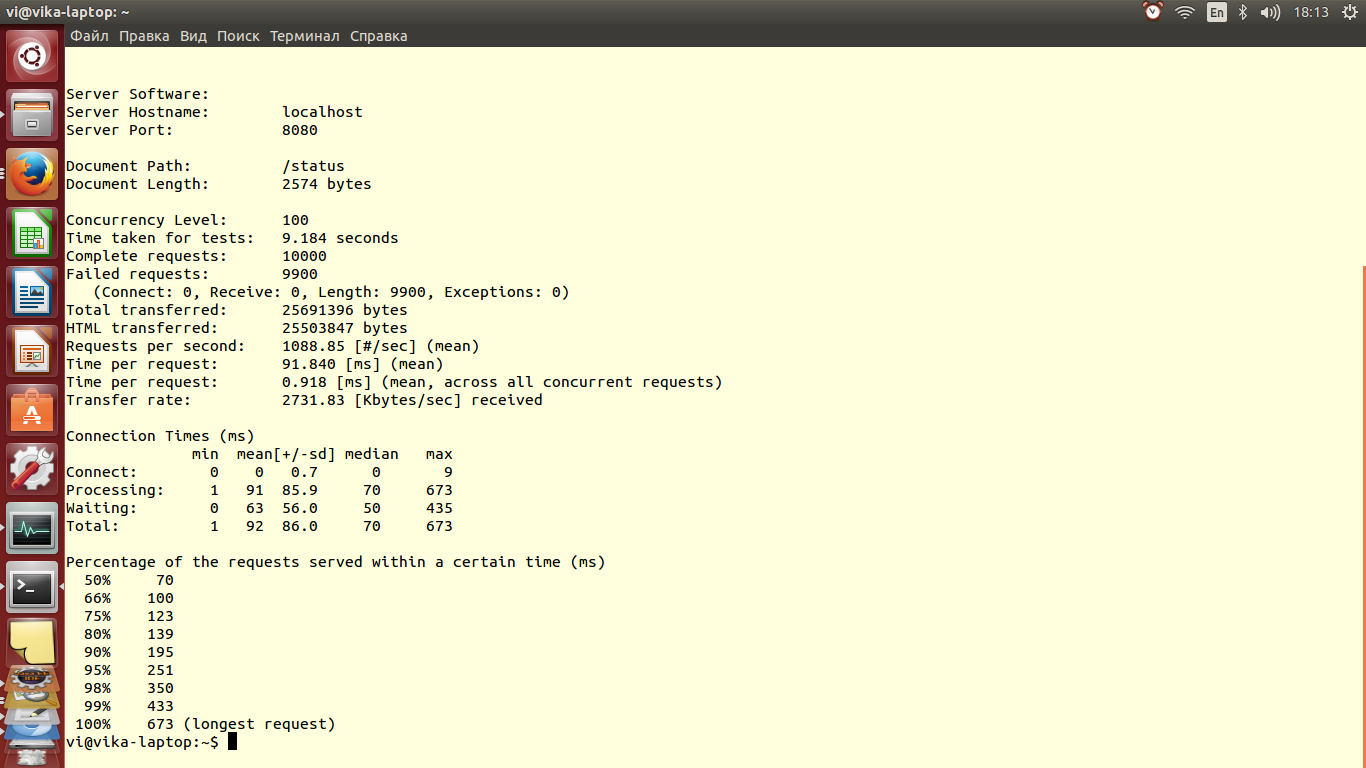 vi@vika-laptop: ~
En
18:13
Файл Правка Вид Поиск Терминал Справка
Server Software:
Server Hostname:        localhost
Server Port:            8080
Document Path:          /status
Document Length:        2574 bytes
Concurrency Level:      100
Time taken for tests:   9.184 seconds
Complete requests:      10000
Failed requests:        9900
   (Connect: 0, Receive: 0, Length: 9900, Exceptions: 0)
Total transferred:      25691396 bytes
HTML transferred:       25503847 bytes
Requests per second:    1088.85 [#/sec] (mean)
Time per request:       91.840 [ms] (mean)
Time per request:       0.918 [ms] (mean, across all concurrent requests)
Transfer rate:          2731.83 [Kbytes/sec] received
Connection Times (ms)
              min  mean[+/-sd] median   max
Connect:        0    0   0.7      0       9
Processing:     1   91  85.9     70     673
Waiting:        0   63  56.0     50     435
Total:          1   92  86.0     70     673
Percentage of the requests served within a certain time (ms)
  50%     70
  66%    100
  75%    123
  80%    139
  90%    195
  95%    251
  98%    350
  99%    433
 100%    673 (longest request)
vi@vika-laptop:~$